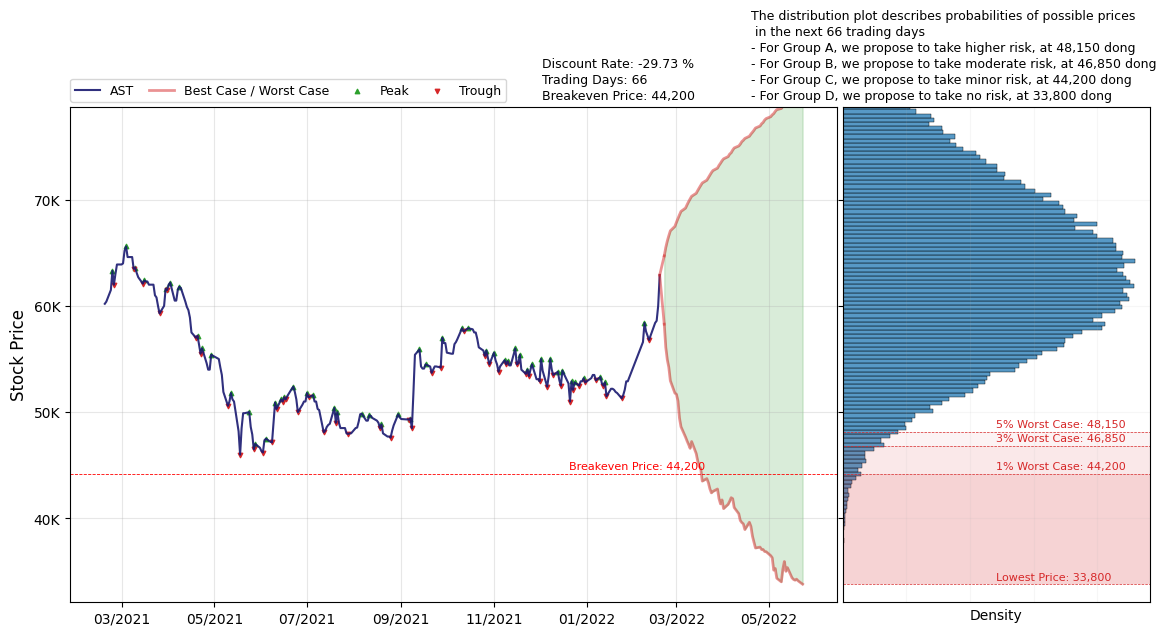 The distribution plot describes probabilities of possible prices
in the next 66 trading days
- For Group A, we propose to take higher risk, at 48,150 dong
- For Group B, we propose to take moderate risk, at 46,850 dong
- For Group C, we propose to take minor risk, at 44,200 dong
- For Group D, we propose to take no risk, at 33,800 dong
Discount Rate: -29.73 %
Trading Days: 66
Breakeven Price: 44,200
AST
Best Case / Worst Case
Peak
Trough
Stock Price
70K
60K
50K
40K
Breakeven Price: 44,200
03/2021
05/2021
07/2021
09/2021
11/2021
01/2022
03/2022
05/2022
5% Worst Case: 48,150
3% Worst Case: 46,850
1% Worst Case: 44,200
Lowest Price: 33,800
Density